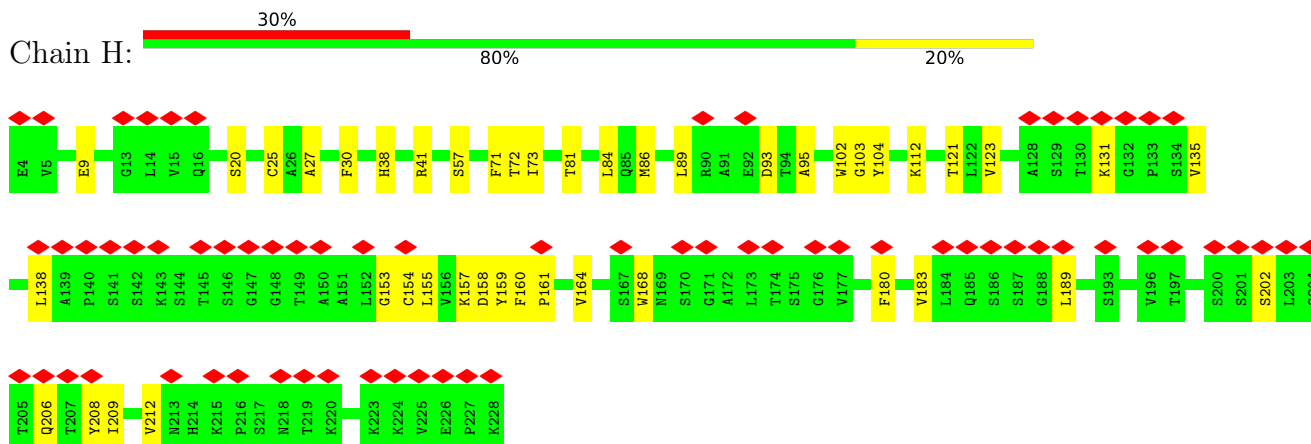 30%
Chain H:
80% 20%
E4 V5 E9 G13 L14 V15 Q16 S20 C25 A26 A27 F30 H38 R41 S57 F71 T72 I73 T81 L84 Q85 M86 L89 R90 A91 E92 D93 T94 A95 W102 G103 Y104 K112 T121 L122 V123 A128 S129 T130 K131 G132 P133 S134 V135
L138 A139 P140 S141 S142 K143 S144 T145 S146 G147 G148 T149 A150 A151 L152 G153 C154 L155 V156 K157 D158 Y159 F160 P161 V164 S167 W168 N169 S170 G171 A172 L173 T174 S175 G176 V177 F180 V183 L184 Q185 S186 S187 G188 L189 S193 V196 T197 S200 S201 S202 L203
T205 Q206 T207 Y208 I209 V212 N213 H214 K215 P216 S217 N218 T219 K220 K223 K224 V225 E226 P227 K228